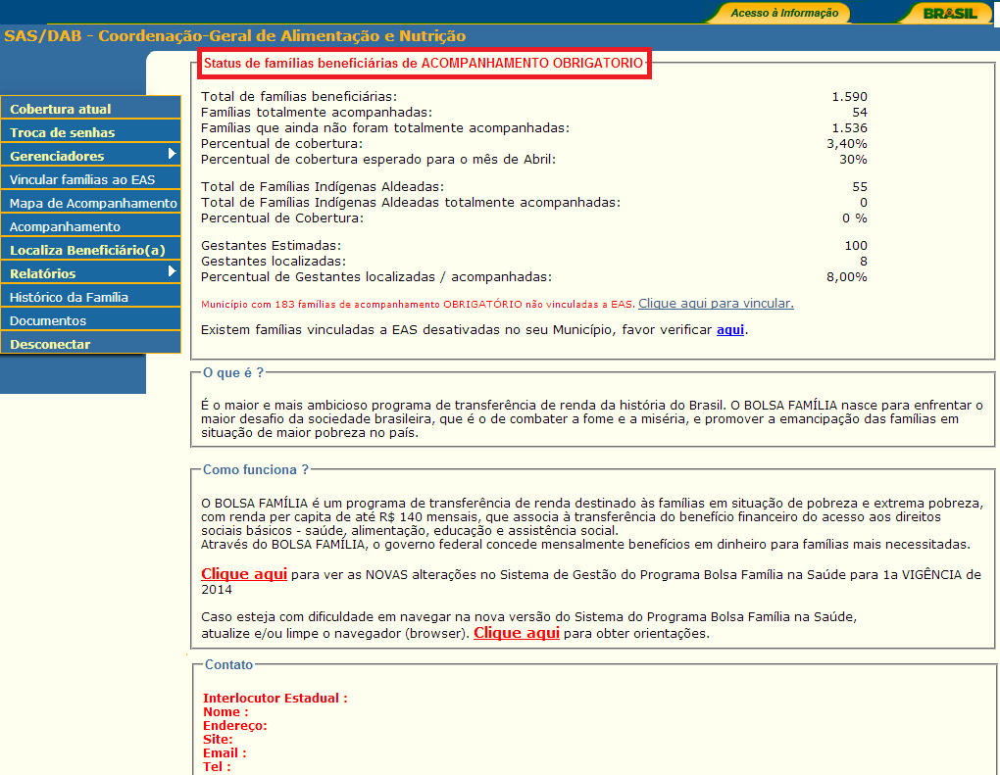 Acesso à Informação
BRASIL
SAS/DAB - Coordenação-Geral de Alimentação e Nutrição
Cobertura atual
Troca de senhas
Gerenciadores
Vincular famílias ao EAS
Mapa de Acompanhamento
Acompanhamento
Localiza Beneficiário(a)
Relatórios
Histórico da Família
Documentos
Desconectar
Status de famílias beneficiárias de ACOMPANHAMENTO OBRIGATORIO
Total de famílias beneficiárias: 1.590
Famílias totalmente acompanhadas: 54
Famílias que ainda não foram totalmente acompanhadas: 1.536
Percentual de cobertura: 3,40%
Percentual de cobertura esperado para o mês de Abril: 30%
Total de Famílias Indígenas Aldeadas: 55
Total de Famílias Indígenas Aldeadas totalmente acompanhadas: 0
Percentual de Cobertura: 0 %
Gestantes Estimadas: 100
Gestantes localizadas: 8
Percentual de Gestantes localizadas / acompanhadas: 8,00%
Município com 183 famílias de acompanhamento OBRIGATÓRIO não vinculadas a EAS. Clique aqui para vincular.
Existem famílias vinculadas a EAS desativadas no seu Município, favor verificar aqui.
O que é ?
É o maior e mais ambicioso programa de transferência de renda da história do Brasil. O BOLSA FAMÍLIA nasce para enfrentar o
maior desafio da sociedade brasileira, que é o de combater a fome e a miséria, e promover a emancipação das famílias em
situação de maior pobreza no país.
Como funciona ?
O BOLSA FAMÍLIA é um programa de transferência de renda destinado às famílias em situação de pobreza e extrema pobreza,
com renda per capita de até R$ 140 mensais, que associa à transferência do benefício financeiro do acesso aos direitos
sociais básicos - saúde, alimentação, educação e assistência social.
Através do BOLSA FAMÍLIA, o governo federal concede mensalmente benefícios em dinheiro para famílias mais necessitadas.
Clique aqui para ver as NOVAS alterações no Sistema de Gestão do Programa Bolsa Família na Saúde para 1a VIGÊNCIA de
2014
Caso esteja com dificuldade em navegar na nova versão do Sistema do Programa Bolsa Família na Saúde,
atualize e/ou limpe o navegador (browser). Clique aqui para obter orientações.
Contato
Interlocutor Estadual :
Nome :
Endereço:
Site:
Email :
Tel :